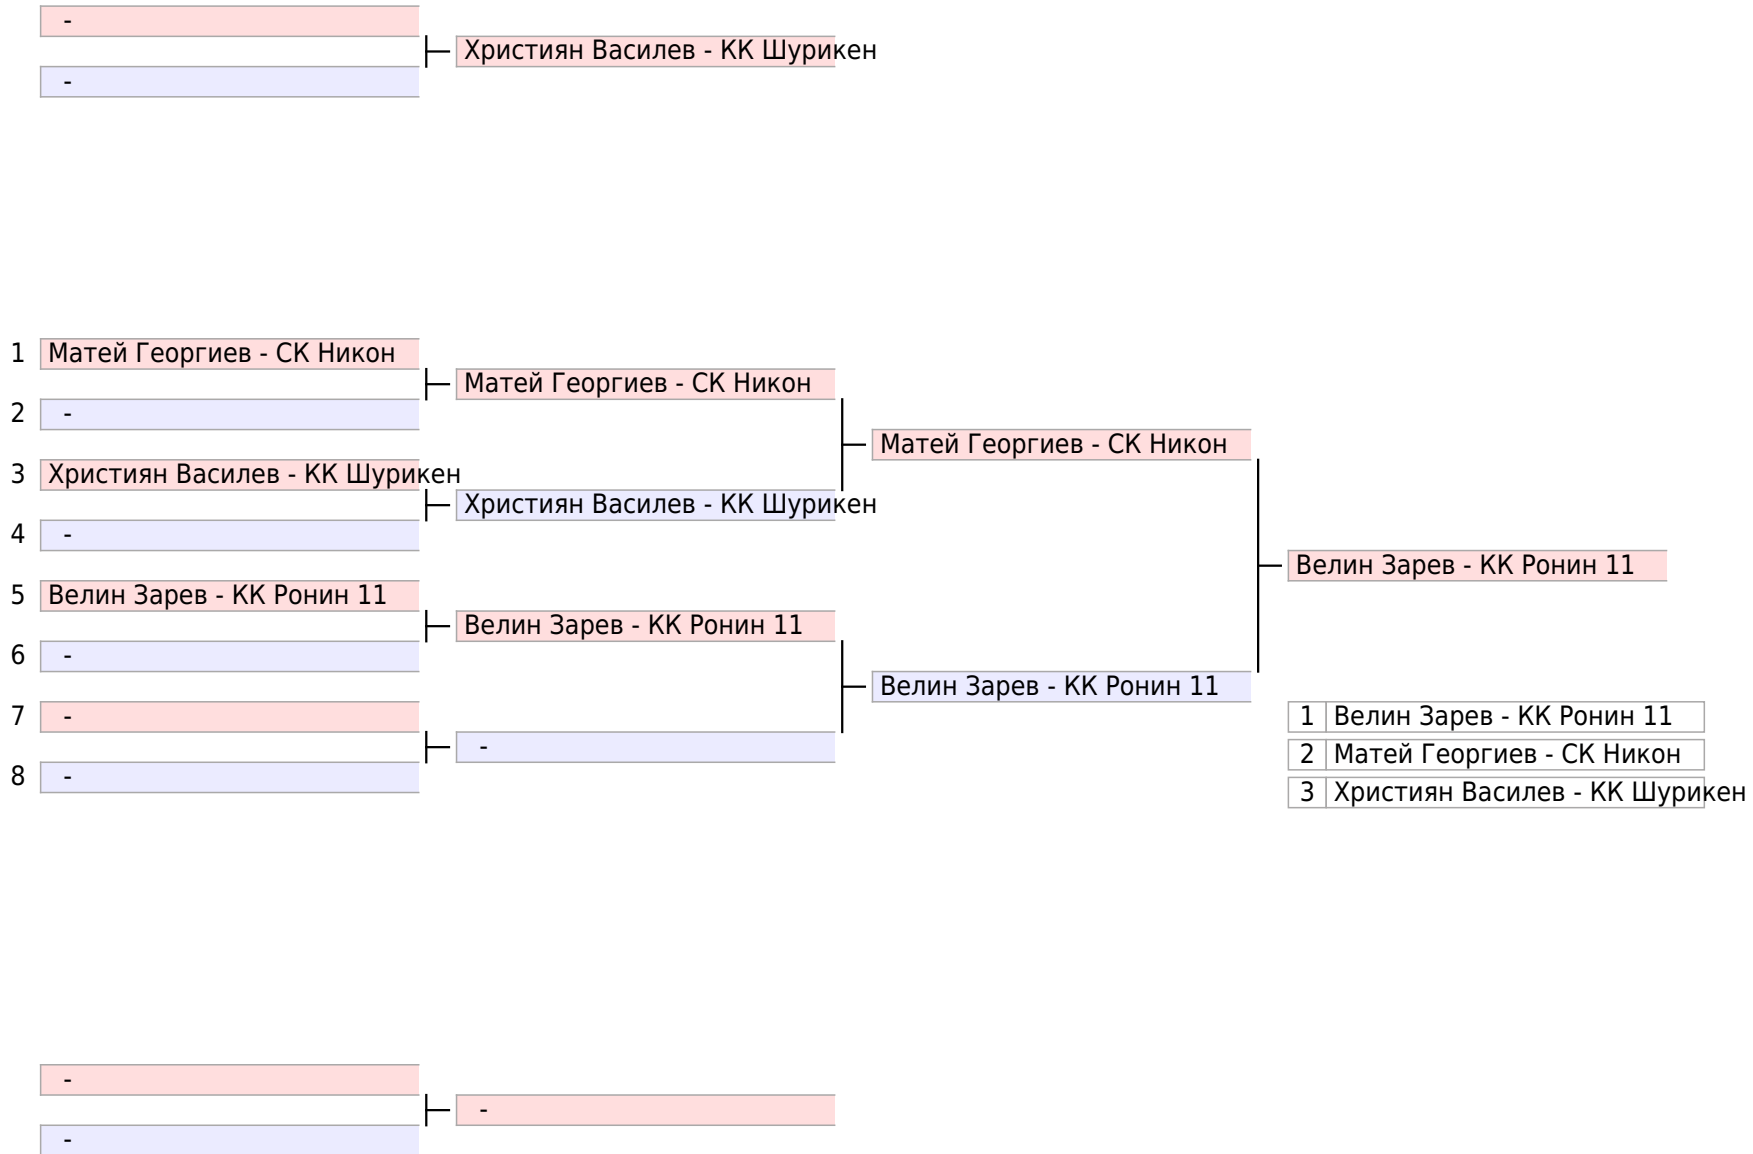 -
Християн Василев - КК Шурикен
-
1 Матей Георгиев - СК Никон
Матей Георгиев - СК Никон
2 -
Матей Георгиев - СК Никон
3 Християн Василев - КК Шурикен
Християн Василев - КК Шурикен
4 -
Велин Зарев - КК Ронин 11
5 Велин Зарев - КК Ронин 11
Велин Зарев - КК Ронин 11
6 -
Велин Зарев - КК Ронин 11
7 -
1 Велин Зарев - КК Ронин 11
-
2 Матей Георгиев - СК Никон
8 -
3 Християн Василев - КК Шурикен
-
-
-